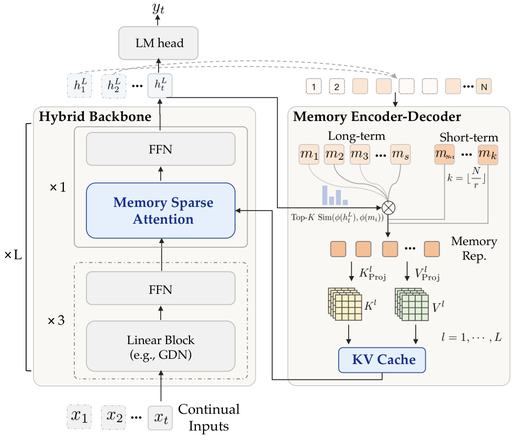 y_t
LM head
h_1^L h_2^L ••• h_t^L
1 2 ••• N
Hybrid Backbone
Memory Encoder-Decoder
FFN
×1
Memory Sparse
Attention
×L
FFN
×3
Linear Block
(e.g., GDN)
x_1 x_2 ••• x_t
Continual
Inputs
Long-term
Short-term
m_1 m_2 m_3 ••• m_s
••• m_k
k = ⌊N/r⌋
Top-K Sim(ϕ(h_t^L), ϕ(m_i))
•••
Memory
Rep.
K_Proj^l
V_Proj^l
K^l
V^l
l = 1, ⋯ , L
KV Cache